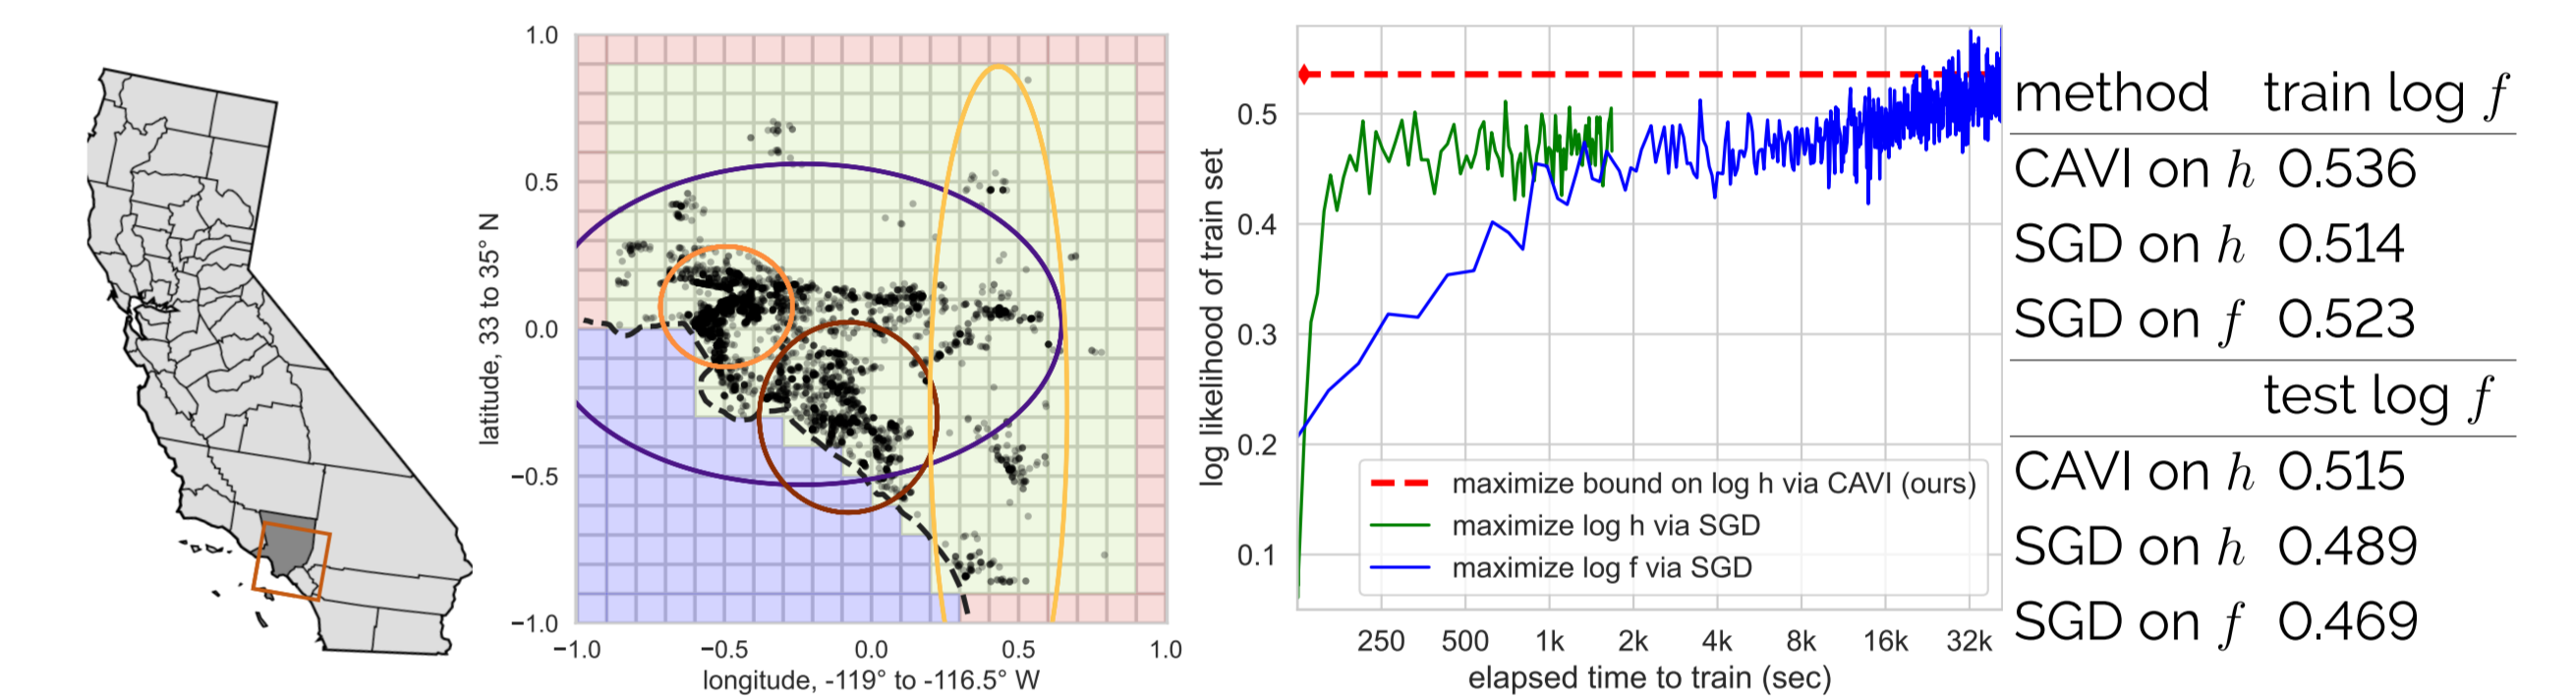 1.0
0.5
0.0
−0.5
−1.0
latitude, 33 to 35° N
−1.0 −0.5 0.0 0.5 1.0
longitude, -119° to -116.5° W
log likelihood of train set
0.5
0.4
0.3
0.2
0.1
maximize bound on log h via CAVI (ours)
maximize log h via SGD
maximize log f via SGD
250 500 1k 2k 4k 8k 16k 32k
elapsed time to train (sec)
method train log f
CAVI on h 0.536
SGD on h 0.514
SGD on f 0.523
test log f
CAVI on h 0.515
SGD on h 0.489
SGD on f 0.469